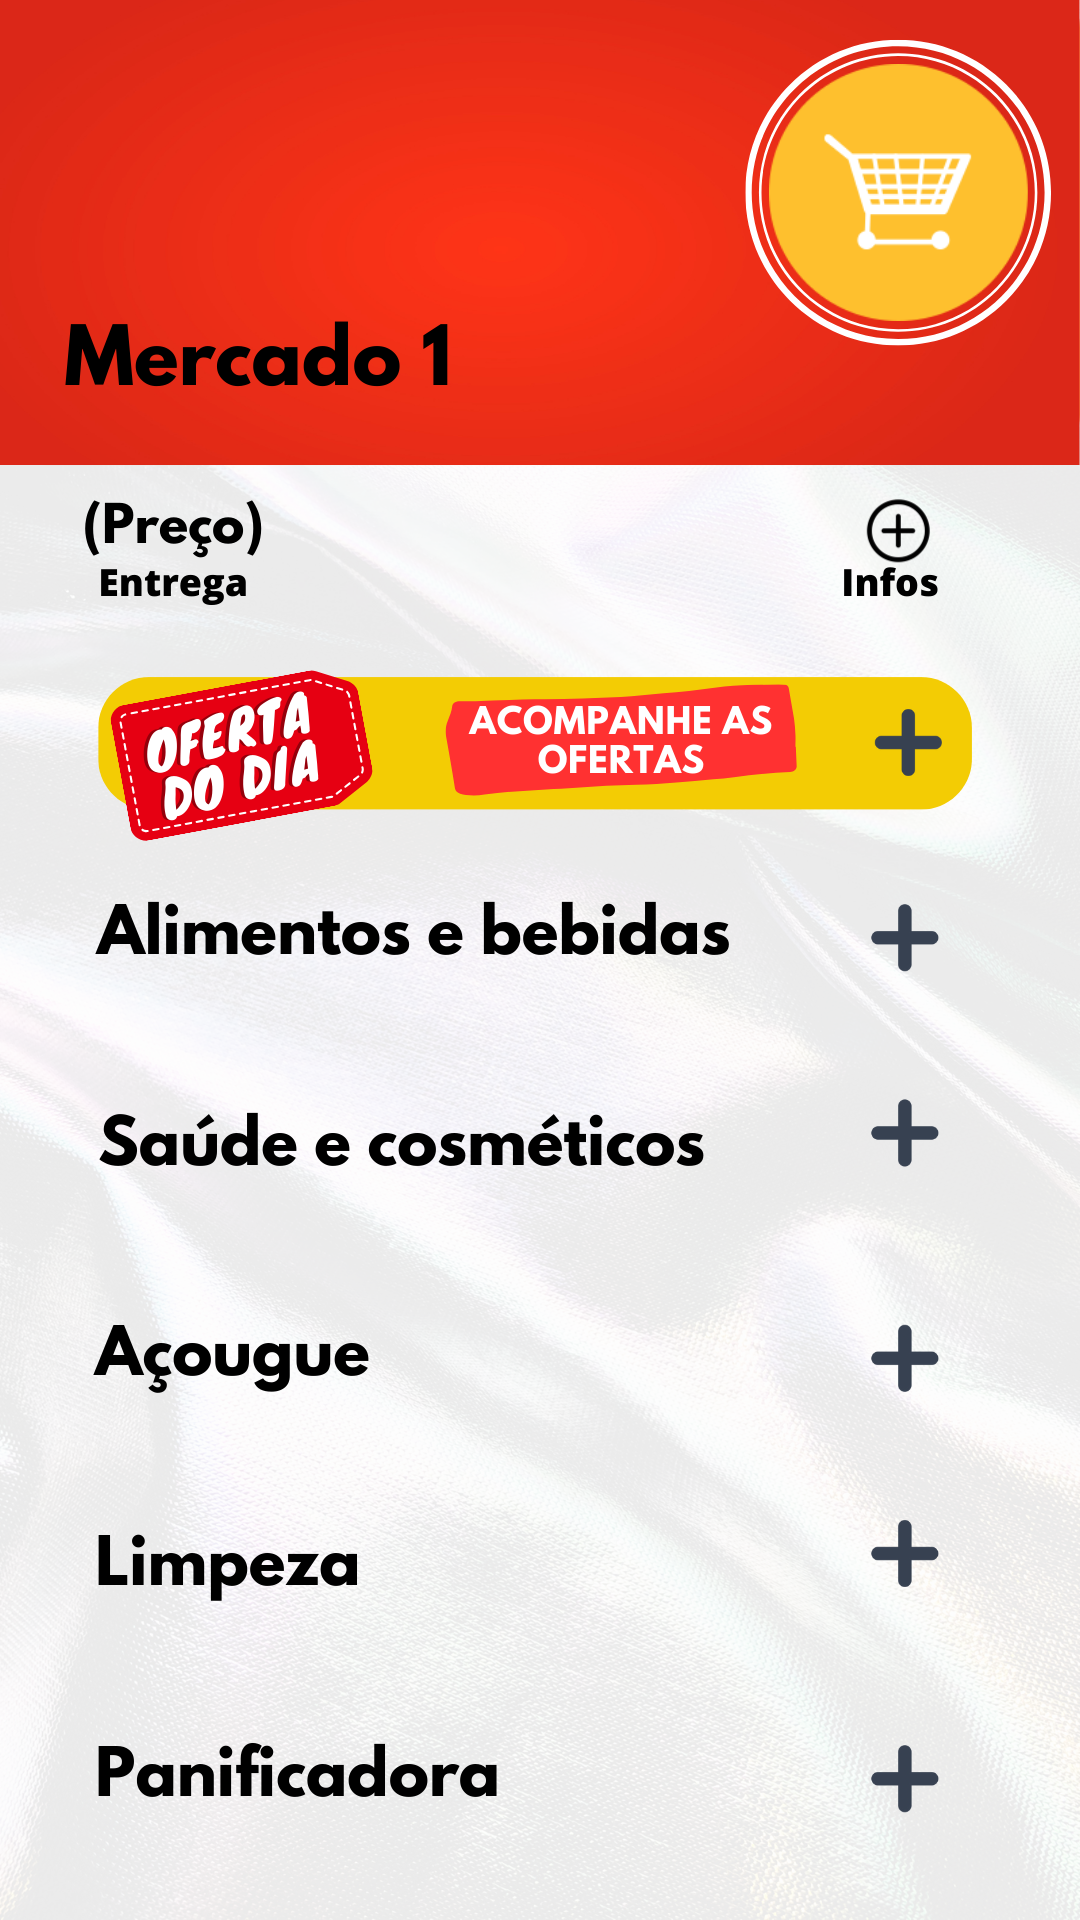 Mercado 1
(Preço)
Entrega
Infos
OFERTA
DO DIA
ACOMPANHE AS
OFERTAS
Alimentos e bebidas
Saúde e cosméticos
Açougue
Limpeza
Panificadora